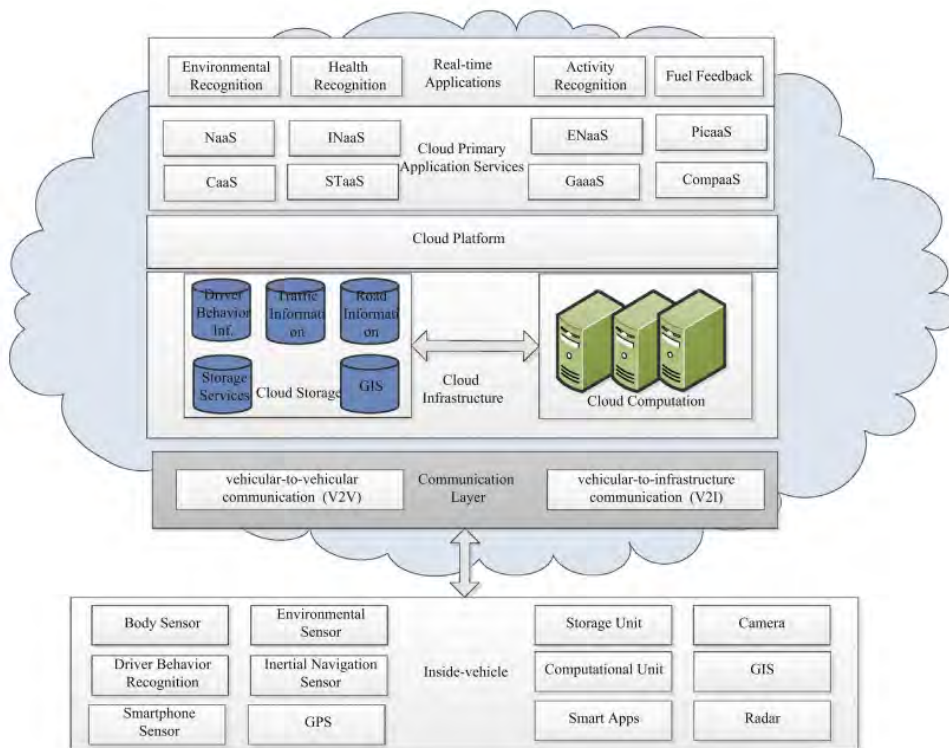 Environmental
Recognition
Health
Recognition
Real-time
Applications
Activity
Recognition
Fuel Feedback
NaaS
INaaS
Cloud Primary
Application Services
ENaaS
PicaaS
CaaS
STaaS
GaaaS
CompaaS
Cloud Platform
Driver
Behavior
Inf.
Traffic
Informati
on
Road
Informati
on
Storage
Services
Cloud Storage
GIS
Cloud
Infrastructure
Cloud Computation
vehicular-to-vehicular
communication (V2V)
Communication
Layer
vehicular-to-infrastructure
communication (V2I)
Body Sensor
Environmental
Sensor
Storage Unit
Camera
Driver Behavior
Recognition
Inertial Navigation
Sensor
Inside-vehicle
Computational Unit
GIS
Smartphone
Sensor
GPS
Smart Apps
Radar